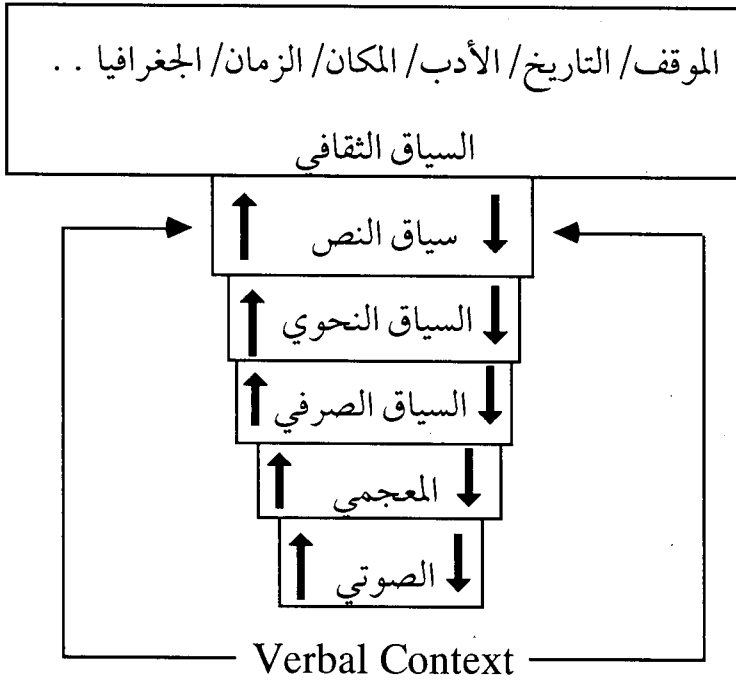 الموقف/ التاريخ/ الأدب/ المكان/ الزمان/ الجغرافيا . .
السياق الثقافي
سياق النص
السياق النحوي
السياق الصرفي
المعجمي
الصوتي
Verbal Context